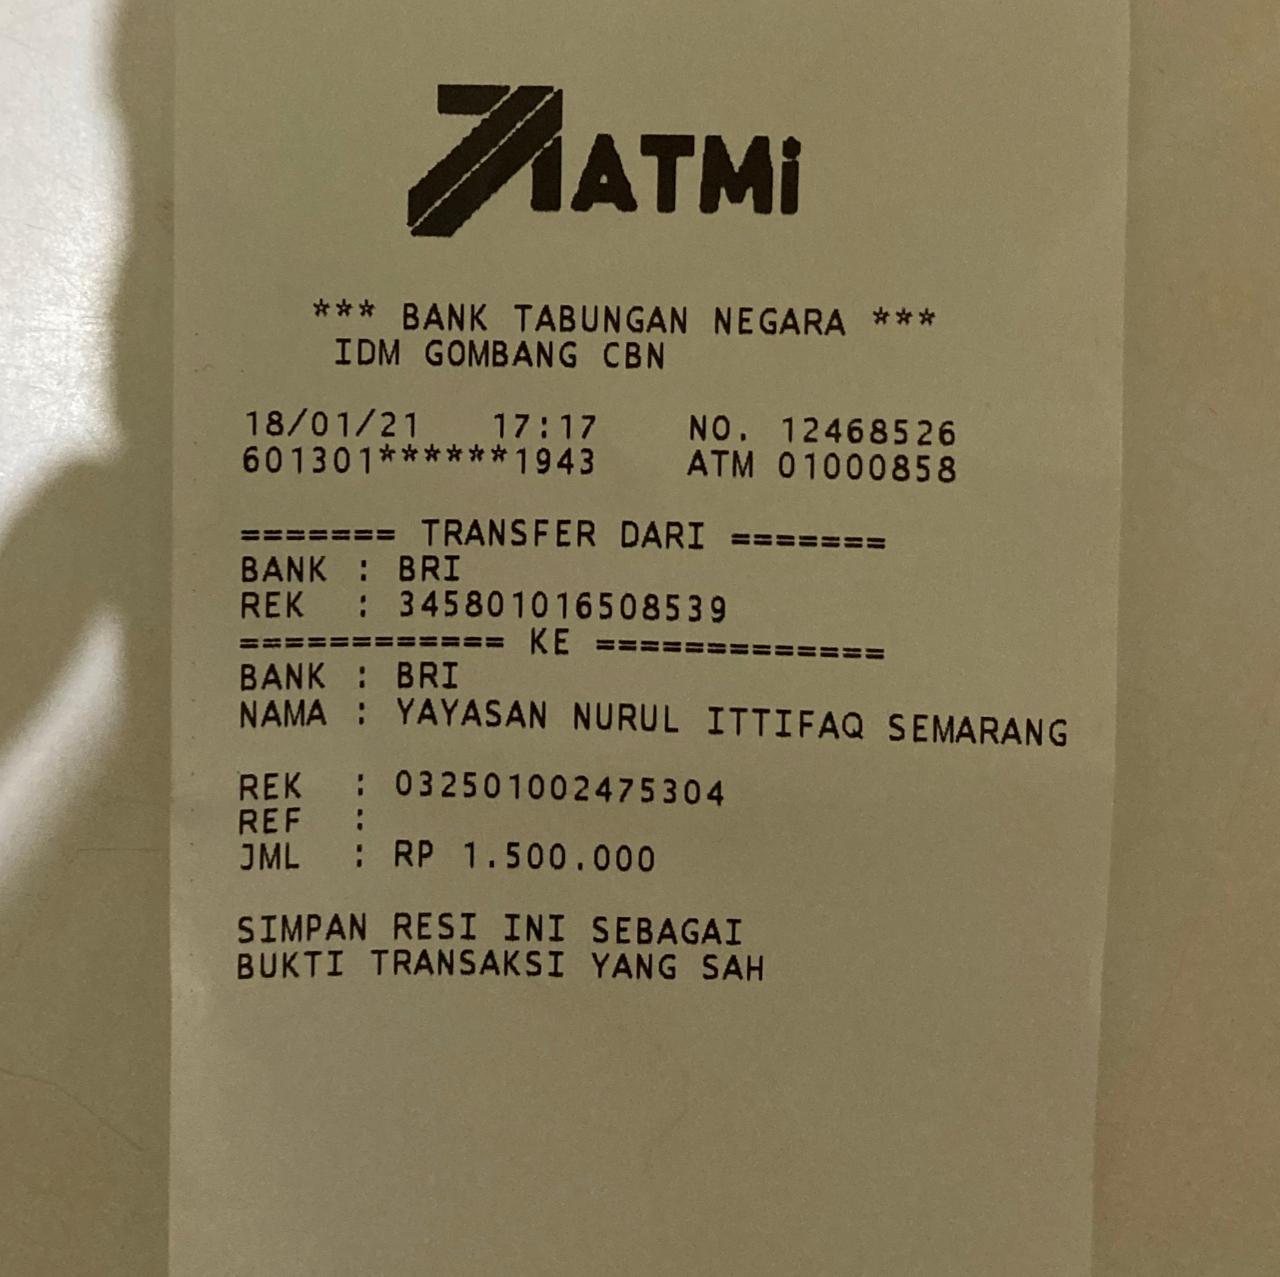 ATMi
*** BANK TABUNGAN NEGARA ***
IDM GOMBANG CBN
18/01/21 17:17 NO. 12468526
601301******1943 ATM 01000858
======= TRANSFER DARI =======
BANK : BRI
REK : 345801016508539
============ KE =============
BANK : BRI
NAMA : YAYASAN NURUL ITTIFAQ SEMARANG
REK : 032501002475304
REF :
JML : RP 1.500.000
SIMPAN RESI INI SEBAGAI
BUKTI TRANSAKSI YANG SAH